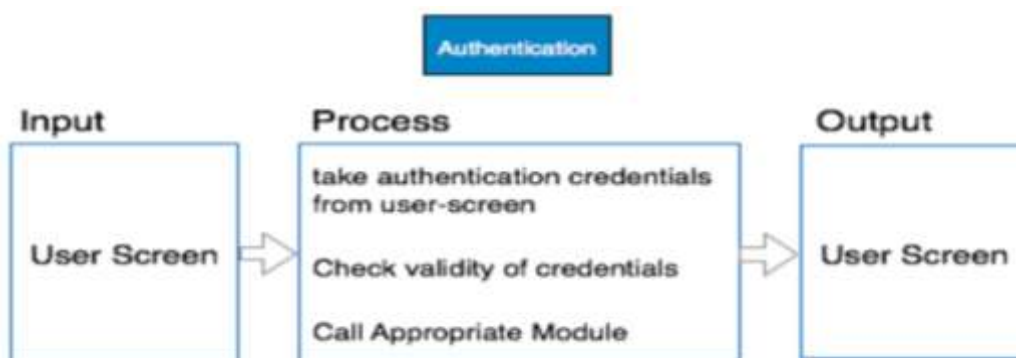 Authentication
Input
Process
Output
User Screen
take authentication credentials
from user-screen
Check validity of credentials
Call Appropriate Module
User Screen